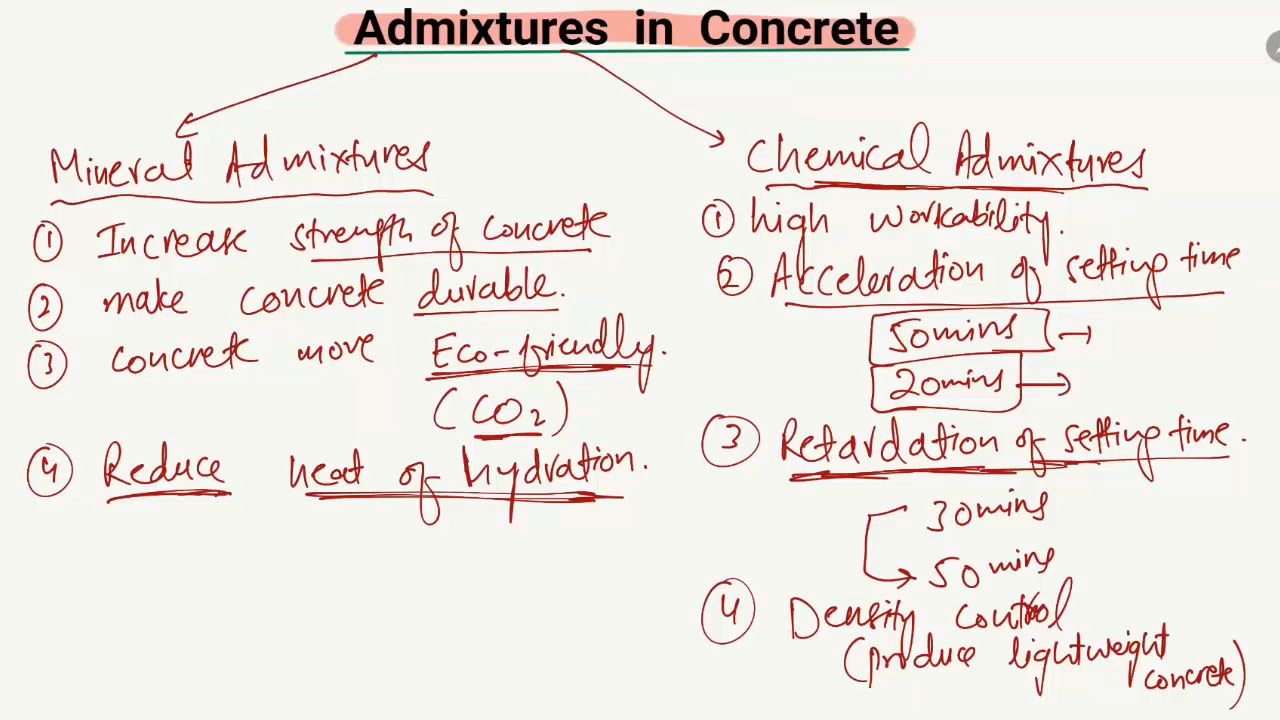 Admixtures in Concrete
Mineral Admixtures
① Increase strength of concrete
② make concrete durable.
③ concrete more Eco-friendly.
(CO2)
④ Reduce heat of hydration.
Chemical Admixtures
① high workability.
② Acceleration of setting time
50mins →
20mins →
③ Retardation of setting time.
30mins
50mins
④ Density control
(produce lightweight
concrete)